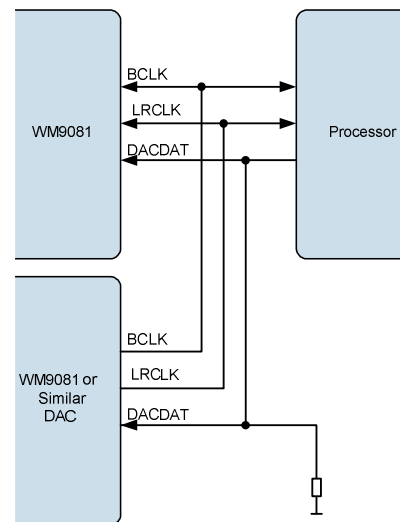 BCLK
LRCLK
WM9081
Processor
DACDAT
BCLK
LRCLK
WM9081 or
Similar
DAC
DACDAT